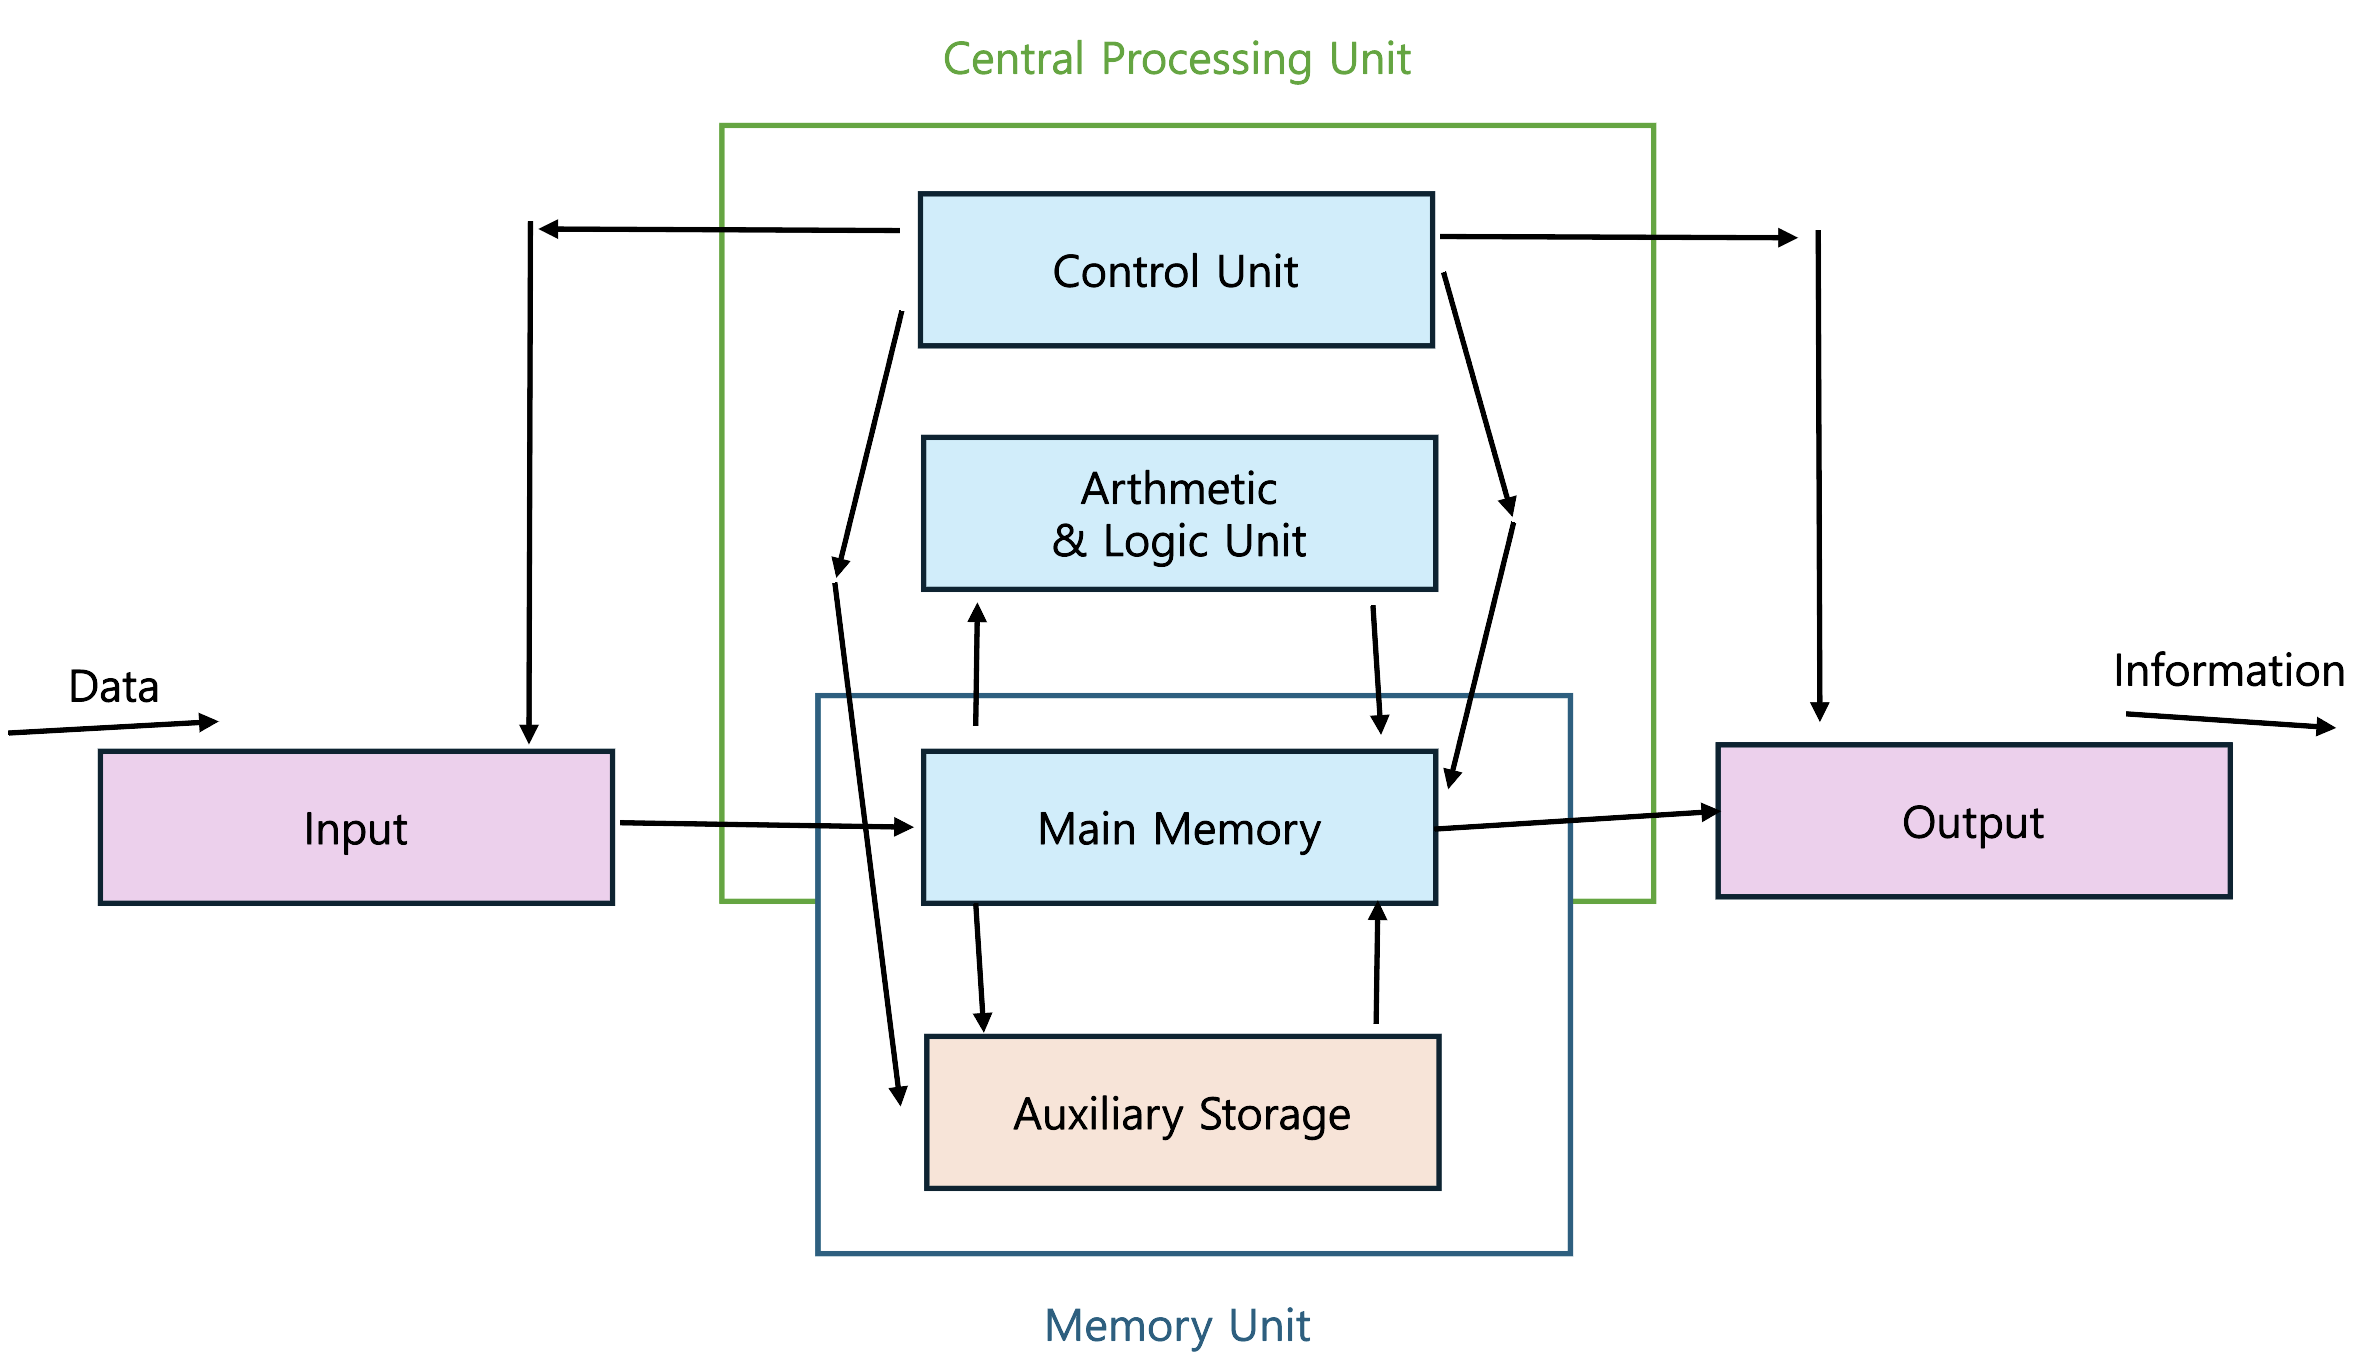 Central Processing Unit
Control Unit
Arthmetic
& Logic Unit
Data
Information
Input
Main Memory
Output
Auxiliary Storage
Memory Unit